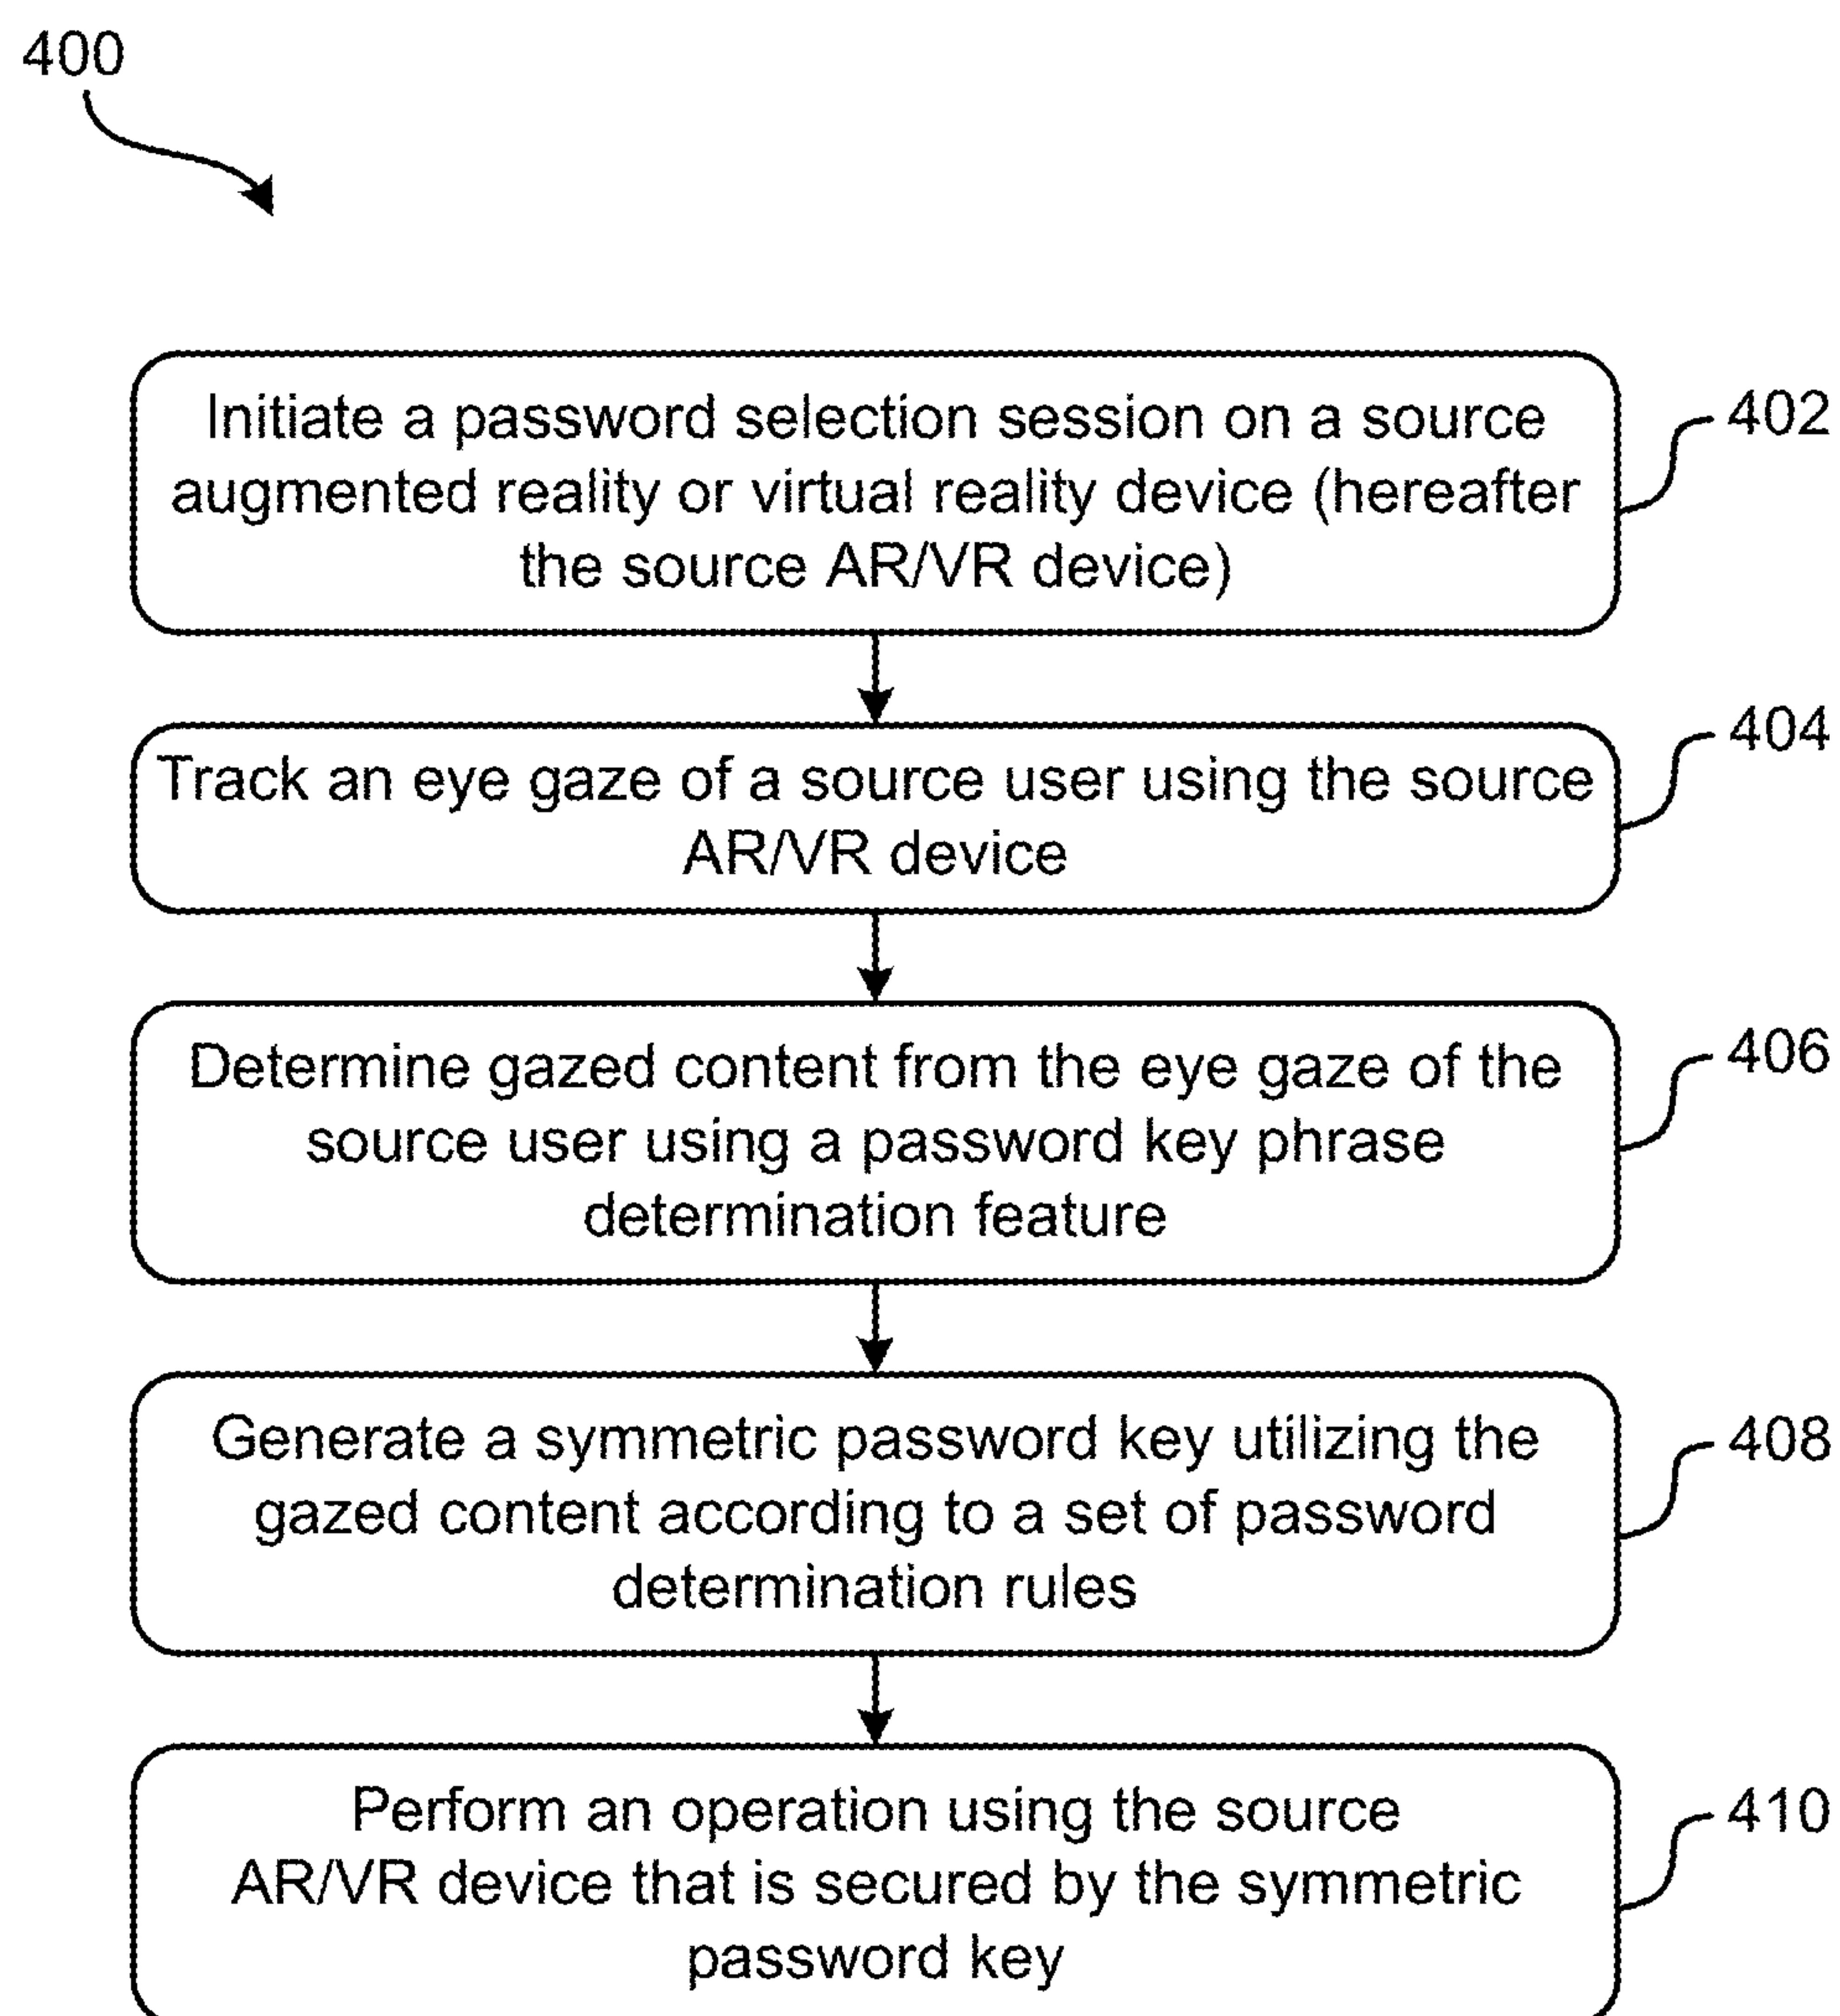 400
Initiate a password selection session on a source
augmented reality or virtual reality device (hereafter
the source AR/VR device)
402
Track an eye gaze of a source user using the source
AR/VR device
404
Determine gazed content from the eye gaze of the
source user using a password key phrase
determination feature
406
Generate a symmetric password key utilizing the
gazed content according to a set of password
determination rules
408
Perform an operation using the source
AR/VR device that is secured by the symmetric
password key
410